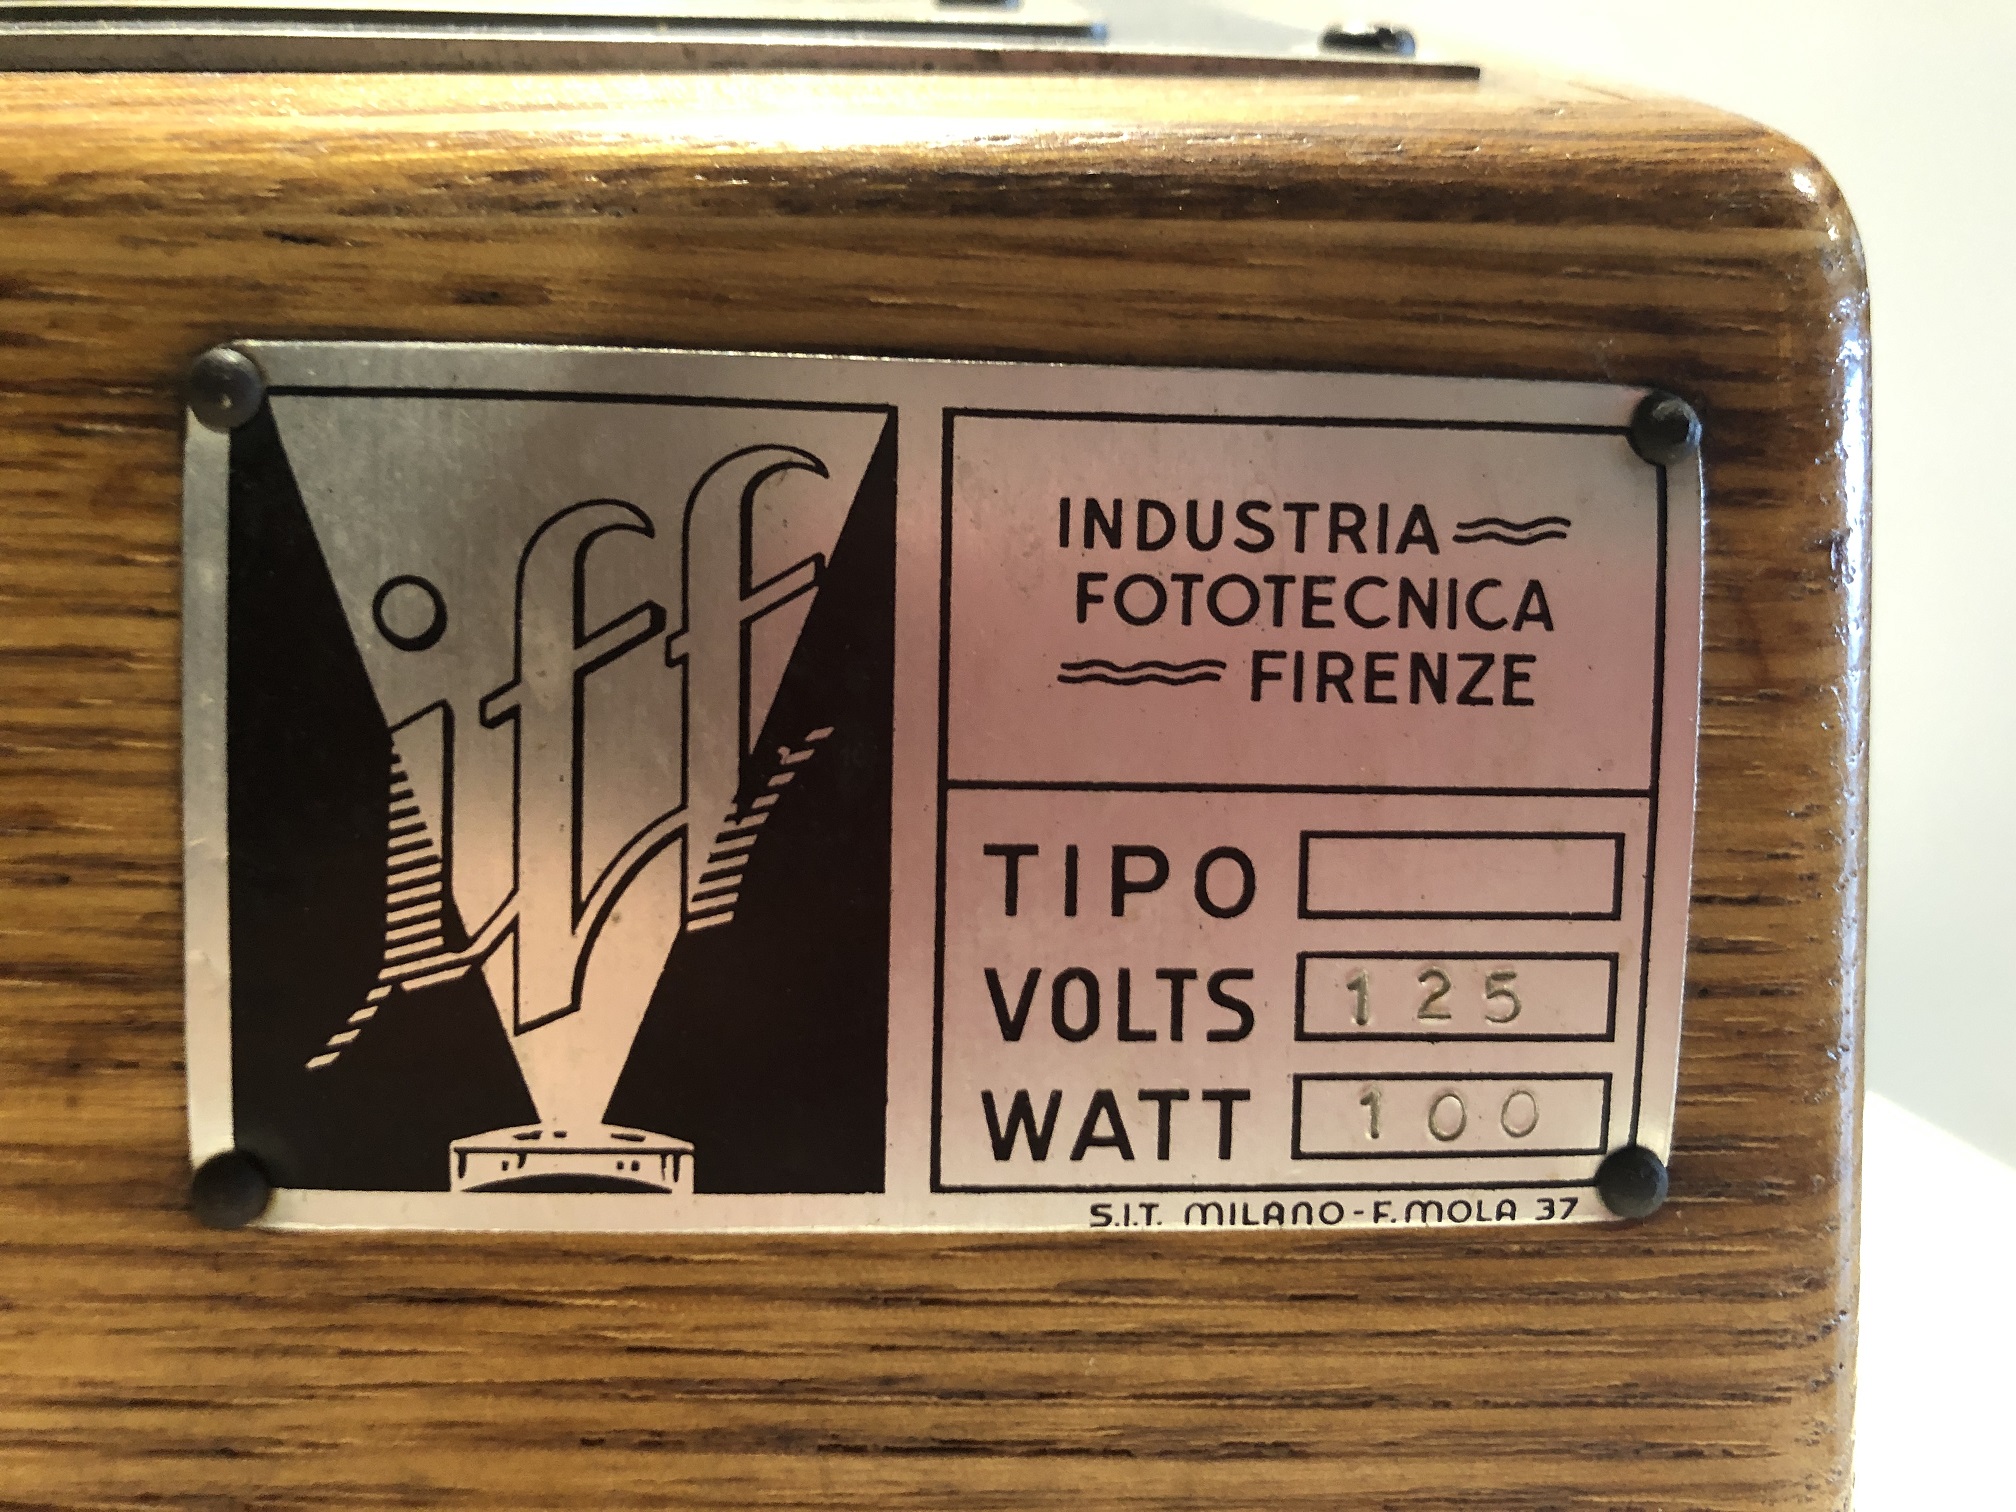 iff
INDUSTRIA
FOTOTECNICA
FIRENZE
TIPO
VOLTS 125
WATT 100
S.I.T. MILANO-F.MOLA 37